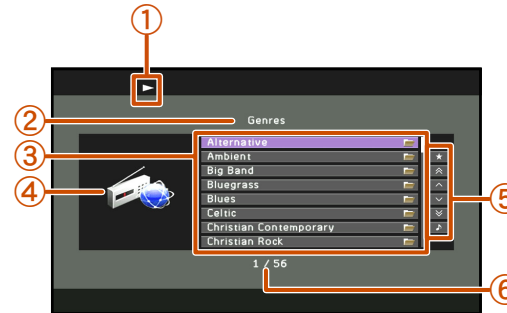 ①
② Genres
③ Alternative
Ambient
④ Big Band
Bluegrass
Blues
⑤
Celtic
Christian Contemporary
Christian Rock
1 / 56
⑥